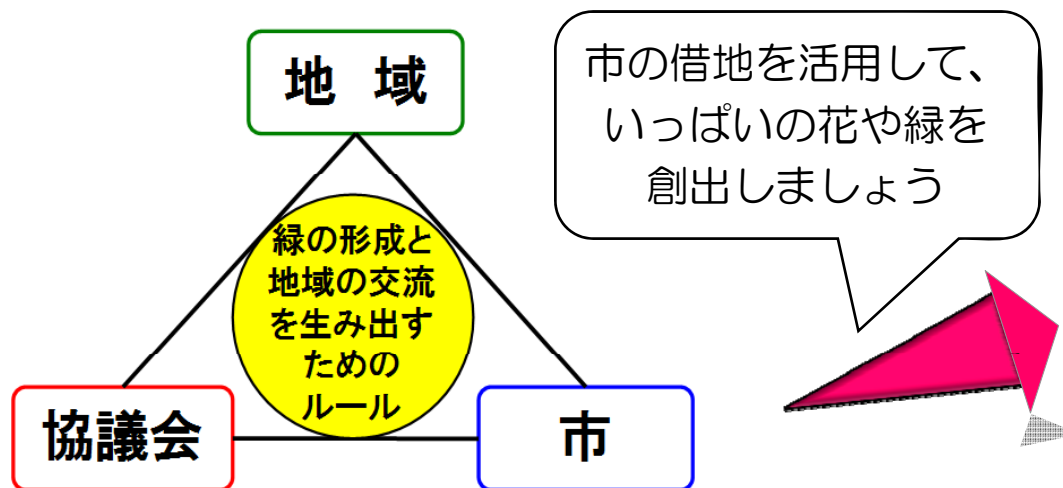 地 域
市の借地を活用して、
いっぱいの花や緑を
創出しましょう
緑の形成と
地域の交流
を生み出す
ための
ルール
協議会
市